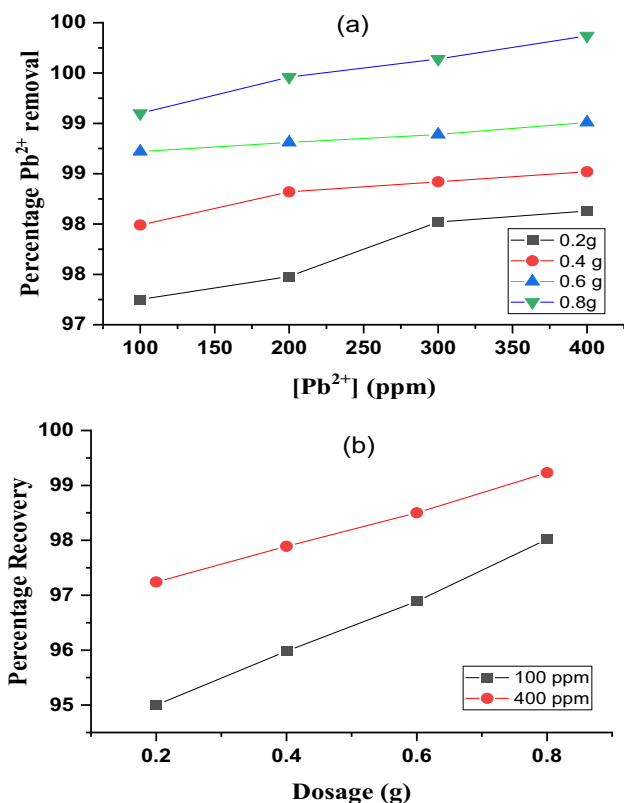 (a)
100
100
99
99
98
98
97
Percentage Pb²⁺ removal
0.2g
0.4 g
0.6 g
0.8g
100 150 200 250 300 350 400
[Pb²⁺] (ppm)
(b)
100
99
98
97
96
95
Percentage Recovery
100 ppm
400 ppm
0.2 0.4 0.6 0.8
Dosage (g)